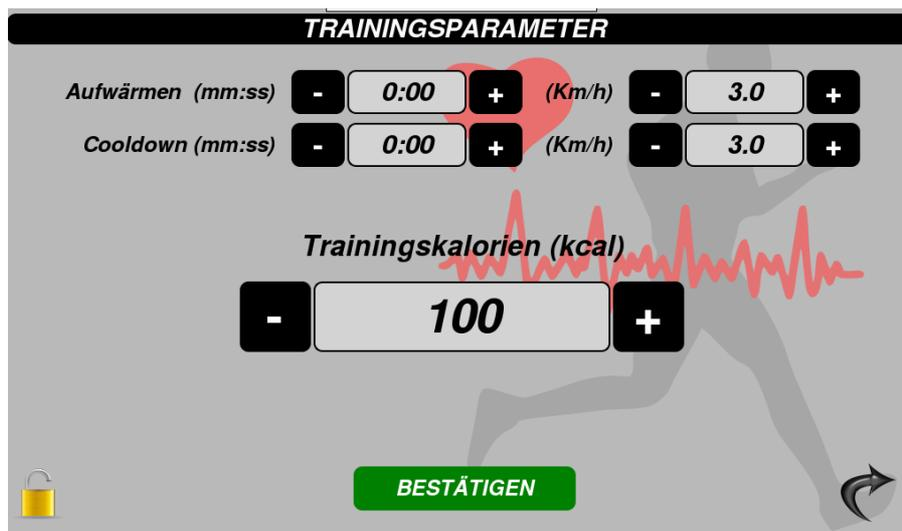 TRAININGSPARAMETER
Aufwärmen (mm:ss) - 0:00 + (Km/h) - 3.0 +
Cooldown (mm:ss) - 0:00 + (Km/h) - 3.0 +
Trainingskalorien (kcal)
- 100 +
BESTÄTIGEN